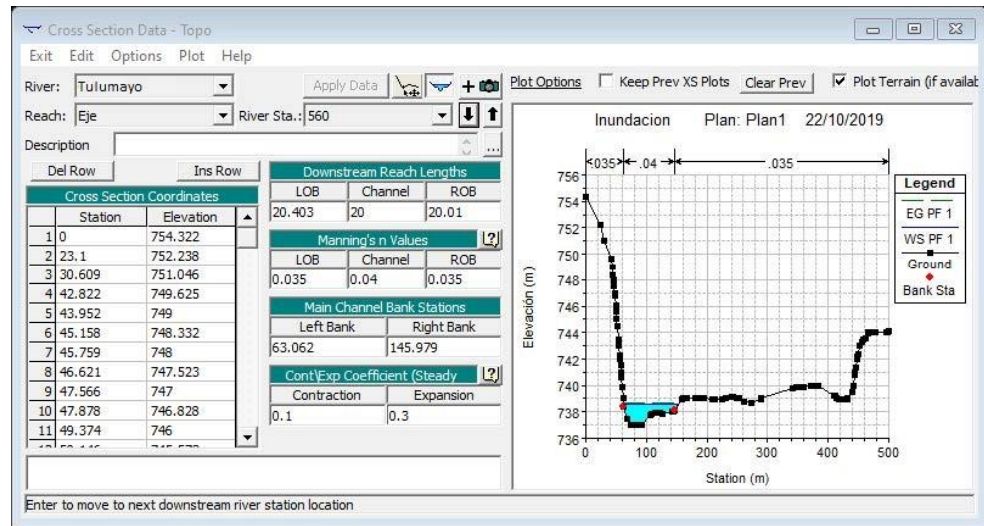 Cross Section Data - Topo
Exit Edit Options Plot Help
River: Tulumayo
Apply Data
Reach: Eje
River Sta.: 560
Description
...
Del Row Ins Row
Cross Section Coordinates
Station Elevation
1 0 754.322
2 23.1 752.238
3 30.609 751.046
4 42.822 749.625
5 43.952 749
6 45.158 748.332
7 45.759 748
8 46.621 747.523
9 47.566 747
10 47.878 746.828
11 49.374 746
Downstream Reach Lengths
LOB Channel ROB
20.403 20 20.01
Manning's n Values ?
LOB Channel ROB
0.035 0.04 0.035
Main Channel Bank Stations
Left Bank Right Bank
63.062 145.979
Cont\Exp Coefficient (Steady ?
Contraction Expansion
0.1 0.3
Plot Options Keep Prev XS Plots Clear Prev Plot Terrain (if availab
Inundacion Plan: Plan1 22/10/2019
.035 .04 .035
756
754
752
750
748
746
744
742
740
738
736
Elevación (m)
0 100 200 300 400 500
Station (m)
Legend
EG PF 1
WS PF 1
Ground
Bank Sta
Enter to move to next downstream river station location